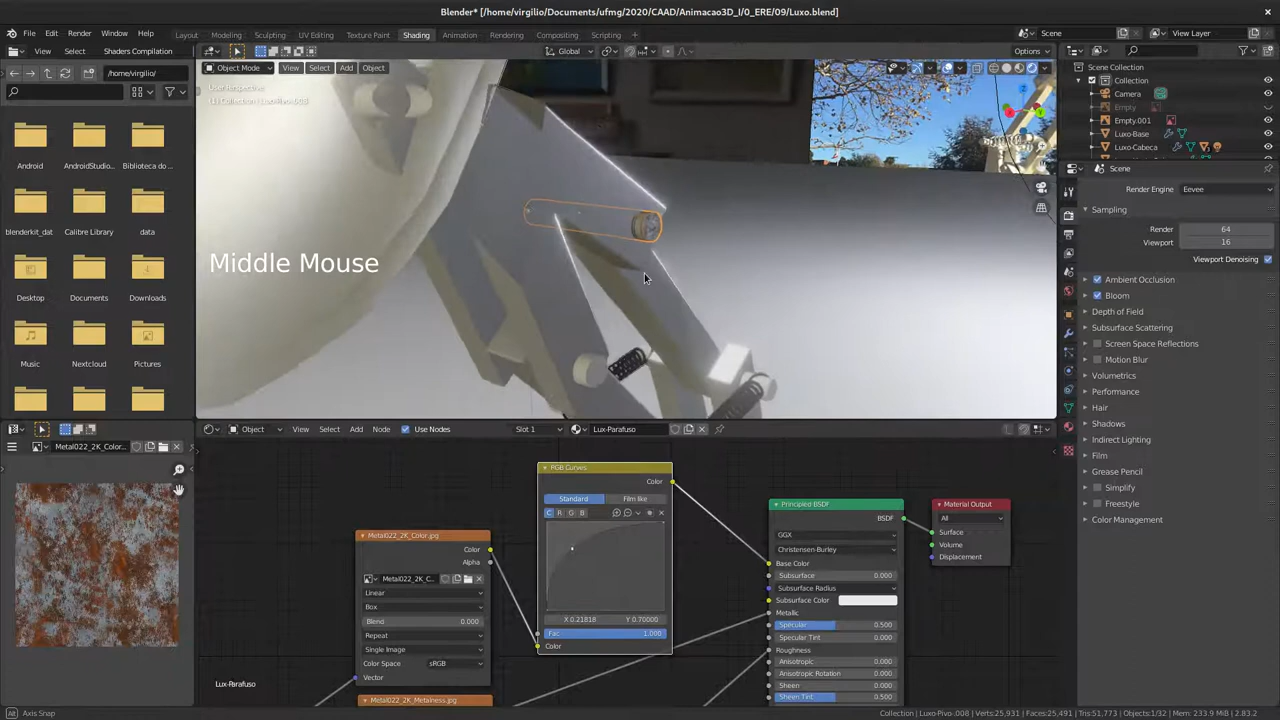 Blender* [/home/virgilio/Documents/ufmg/2020/CAAD/Animacao3D_I/0_ERE/09/Luxo.blend]
File Edit Render Window Help Layout Modeling Sculpting UV Editing Texture Paint Shading Animation Rendering Compositing Scripting Scene View Layer
View Select Shaders Compilation Global Options
/home/virgilio/
Object Mode View Select Add Object
User Perspective
(1) Collection | Luxo-Pivo.008
Middle Mouse
Android AndroidStudio... Biblioteca do ...
blenderkit_dat Calibre Library data
Desktop Documents Downloads
Music Nextcloud Pictures
Scene Collection
Collection
Camera
Empty
Empty.001
Luxo-Base
Luxo-Cabeca
Scene
Render Engine Eevee
Sampling
Render 64
Viewport 16
Viewport Denoising
Ambient Occlusion
Bloom
Depth of Field
Subsurface Scattering
Screen Space Reflections
Motion Blur
Volumetrics
Performance
Hair
Shadows
Indirect Lighting
Film
Grease Pencil
Simplify
Freestyle
Color Management
Metal022_2K_Color...
Object View Select Add Node Use Nodes Slot 1 Lux-Parafuso
Metal022_2K_Color.jpg
Color
Alpha
Metal022_2K_C...
Linear
Box
Blend 0.000
Repeat
Single Image
Color Space sRGB
Vector
Metal022_2K_Metalness.jpg
RGB Curves
Color
Standard Film like
C R G B
X 0.21818 Y 0.70000
Fac 1.000
Color
Principled BSDF
BSDF
GGX
Christensen-Burley
Base Color
Subsurface 0.000
Subsurface Radius
Subsurface Color
Metallic
Specular 0.500
Specular Tint 0.000
Roughness
Anisotropic 0.000
Anisotropic Rotation 0.000
Sheen 0.000
Sheen Tint 0.500
Material Output
All
Surface
Volume
Displacement
Lux-Parafuso
Axis Snap
Collection | Luxo-Pivo .008 | Verts:25,931 | Faces:25,491 | Tris:51,773 | Objects:1/32 | Mem: 233.9 MiB | 2.83.2